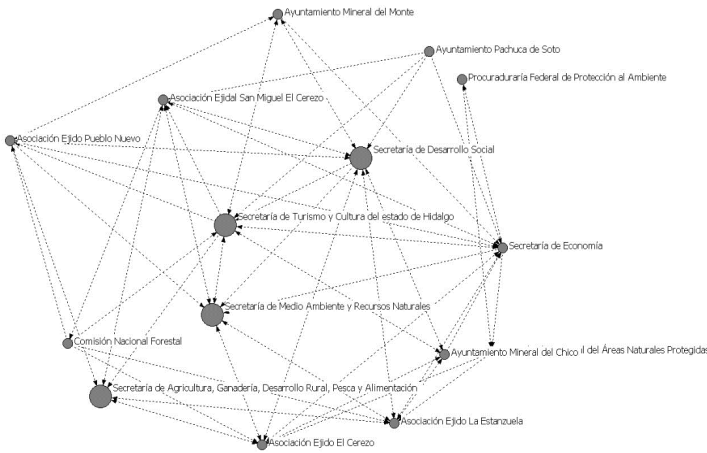 Ayuntamiento Mineral del Monte
Ayuntamiento Pachuca de Soto
Procuraduraría Federal de Protección al Ambiente
Asociación Ejidal San Miguel El Cerezo
Asociación Ejido Pueblo Nuevo
Secretaría de Desarrollo Social
Secretaría de Turismo y Cultura del estado de Hidalgo
Secretaría de Economía
Secretaría de Medio Ambiente y Recursos Naturales
Comisión Nacional Forestal
Ayuntamiento Mineral del Chico
l del Áreas Naturales Protegidas
Secretaría de Agricultura, Ganadería, Desarrollo Rural, Pesca y Alimentación
Asociación Ejido La Estanzuela
Asociación Ejido El Cerezo